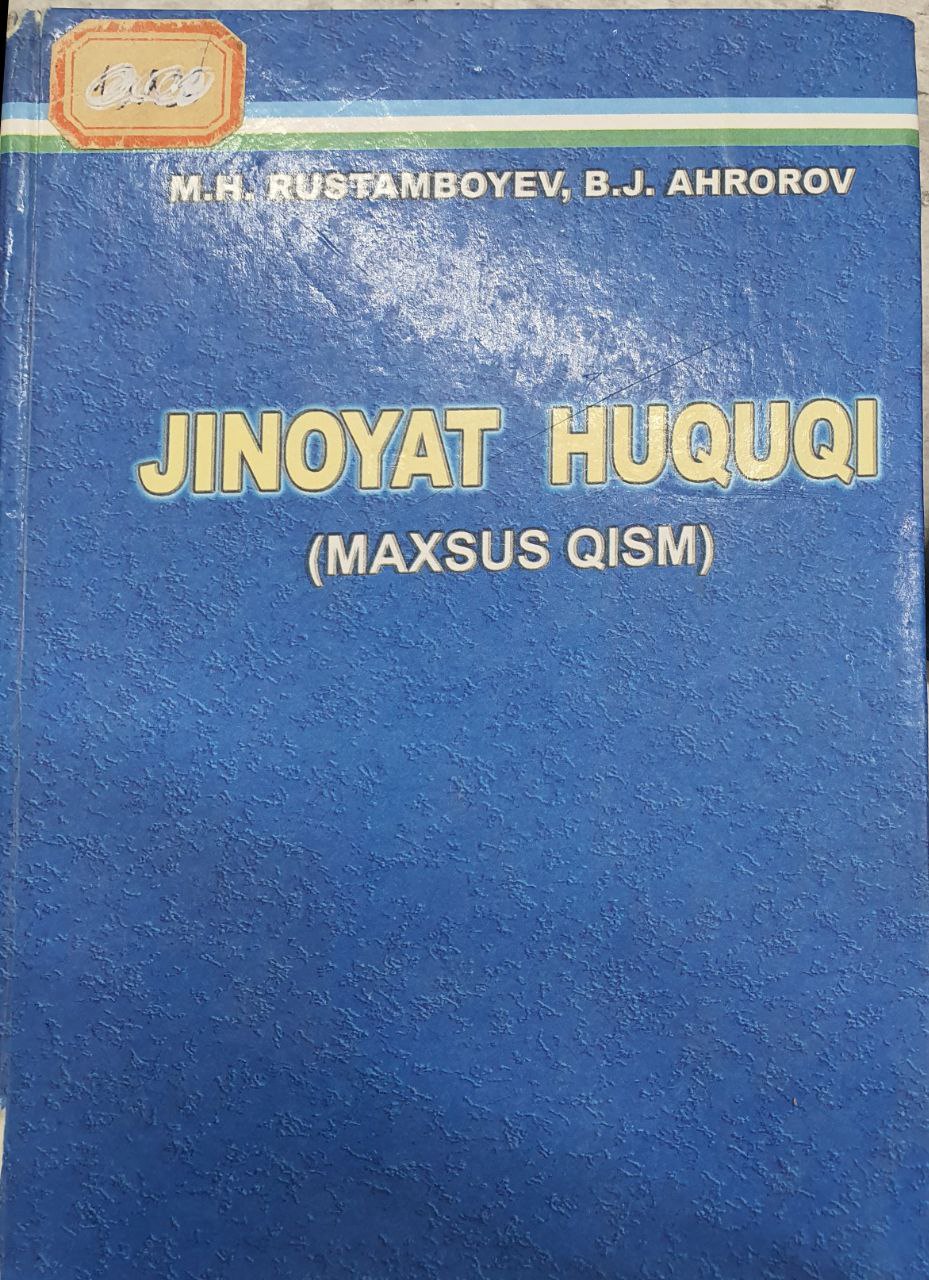 M.H. RUSTAMBOYEV, B.J. AHROROV
JINOYAT HUQUQI
(MAXSUS QISM)